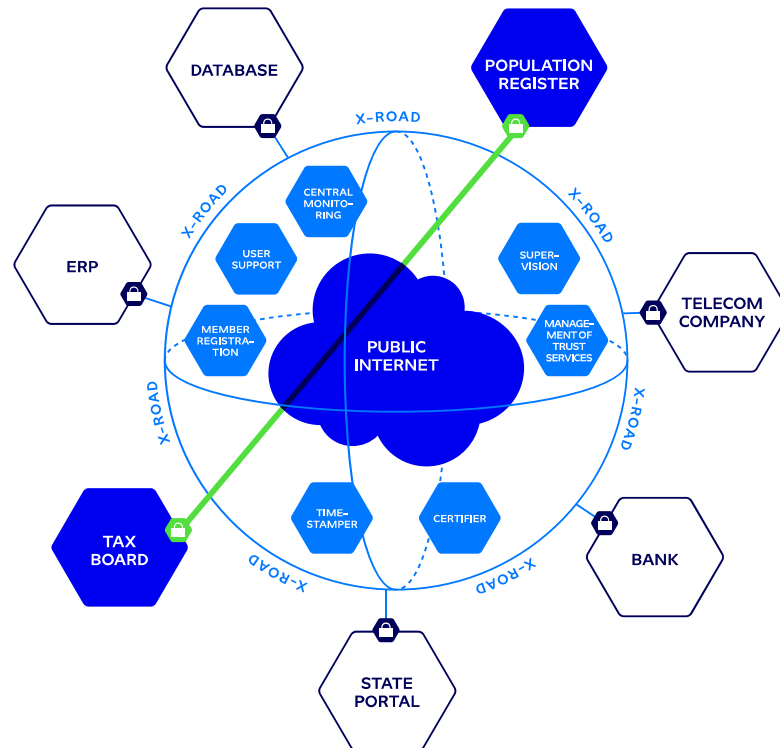 POPULATION
REGISTER
DATABASE
X-ROAD
CENTRAL
MONITO-
RING
X-ROAD
X-ROAD
USER
SUPPORT
SUPER-
VISION
ERP
TELECOM
COMPANY
MEMBER
REGISTRA-
TION
MANAGE-
MENT OF
TRUST
SERVICES
PUBLIC
INTERNET
X-ROAD
X-ROAD
TIME-
STAMPER
CERTIFIER
TAX
BOARD
BANK
X-ROAD
X-ROAD
STATE
PORTAL